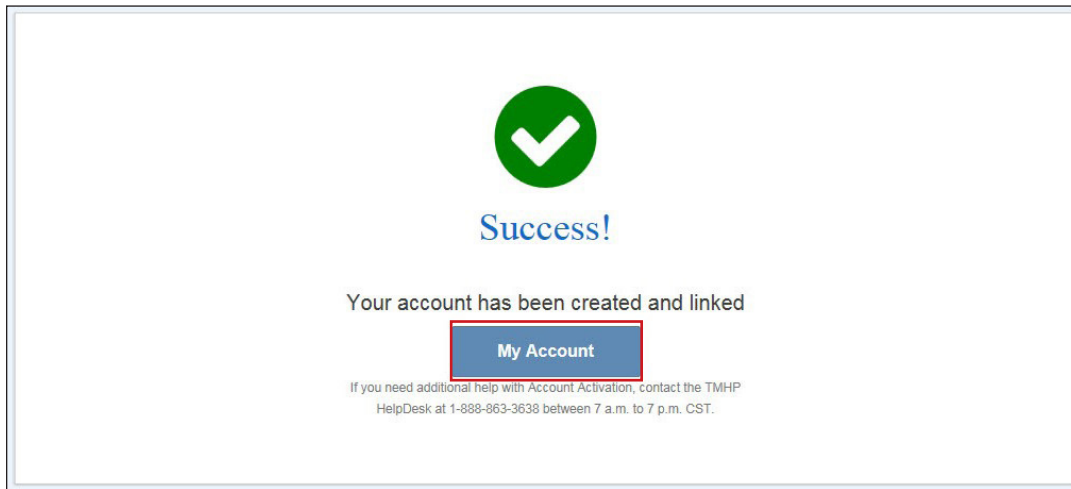 Success!
Your account has been created and linked
My Account
If you need additional help with Account Activation, contact the TMHP
HelpDesk at 1-888-863-3638 between 7 a.m. to 7 p.m. CST.